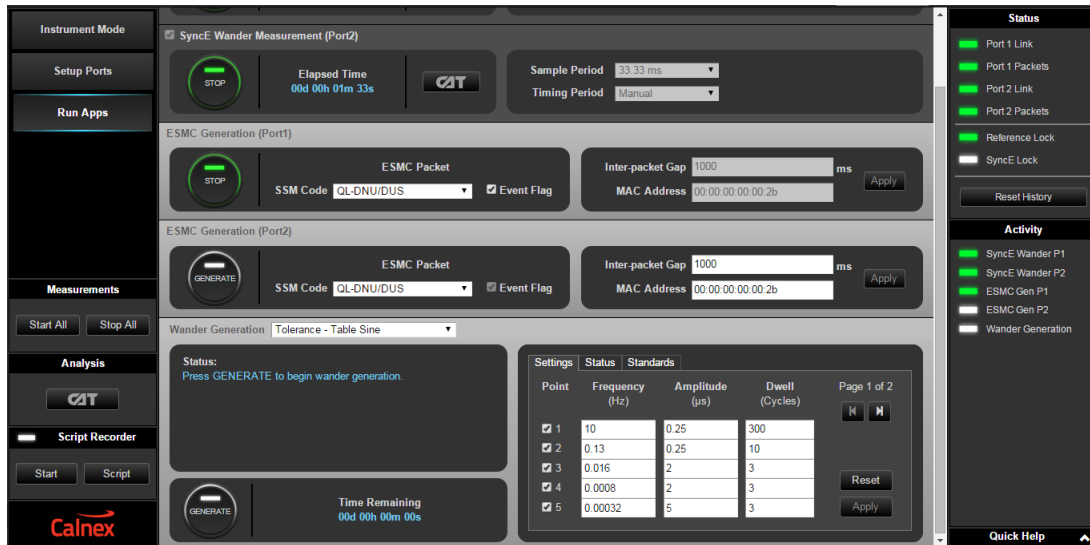 Instrument Mode
Setup Ports
Run Apps
Measurements
Start All Stop All
Analysis
CAT
Script Recorder
Start Script
Calnex
SyncE Wander Measurement (Port2)
STOP
Elapsed Time
00d 00h 01m 33s
CAT
Sample Period 33.33 ms
Timing Period Manual
ESMC Generation (Port1)
STOP
ESMC Packet
SSM Code QL-DNU/DUS Event Flag
Inter-packet Gap 1000 ms
MAC Address 00:00:00:00:00:2b
Apply
ESMC Generation (Port2)
GENERATE
ESMC Packet
SSM Code QL-DNU/DUS Event Flag
Inter-packet Gap 1000 ms
MAC Address 00:00:00:00:00:2b
Apply
Wander Generation Tolerance - Table Sine
Status:
Press GENERATE to begin wander generation.
GENERATE
Time Remaining
00d 00h 00m 00s
Settings Status Standards
Point Frequency Amplitude Dwell Page 1 of 2
(Hz) (µs) (Cycles)
1 10 0.25 300
2 0.13 0.25 10
3 0.016 2 3
4 0.0008 2 3
5 0.00032 5 3
Reset
Apply
Status
Port 1 Link
Port 1 Packets
Port 2 Link
Port 2 Packets
Reference Lock
SyncE Lock
Reset History
Activity
SyncE Wander P1
SyncE Wander P2
ESMC Gen P1
ESMC Gen P2
Wander Generation
Quick Help